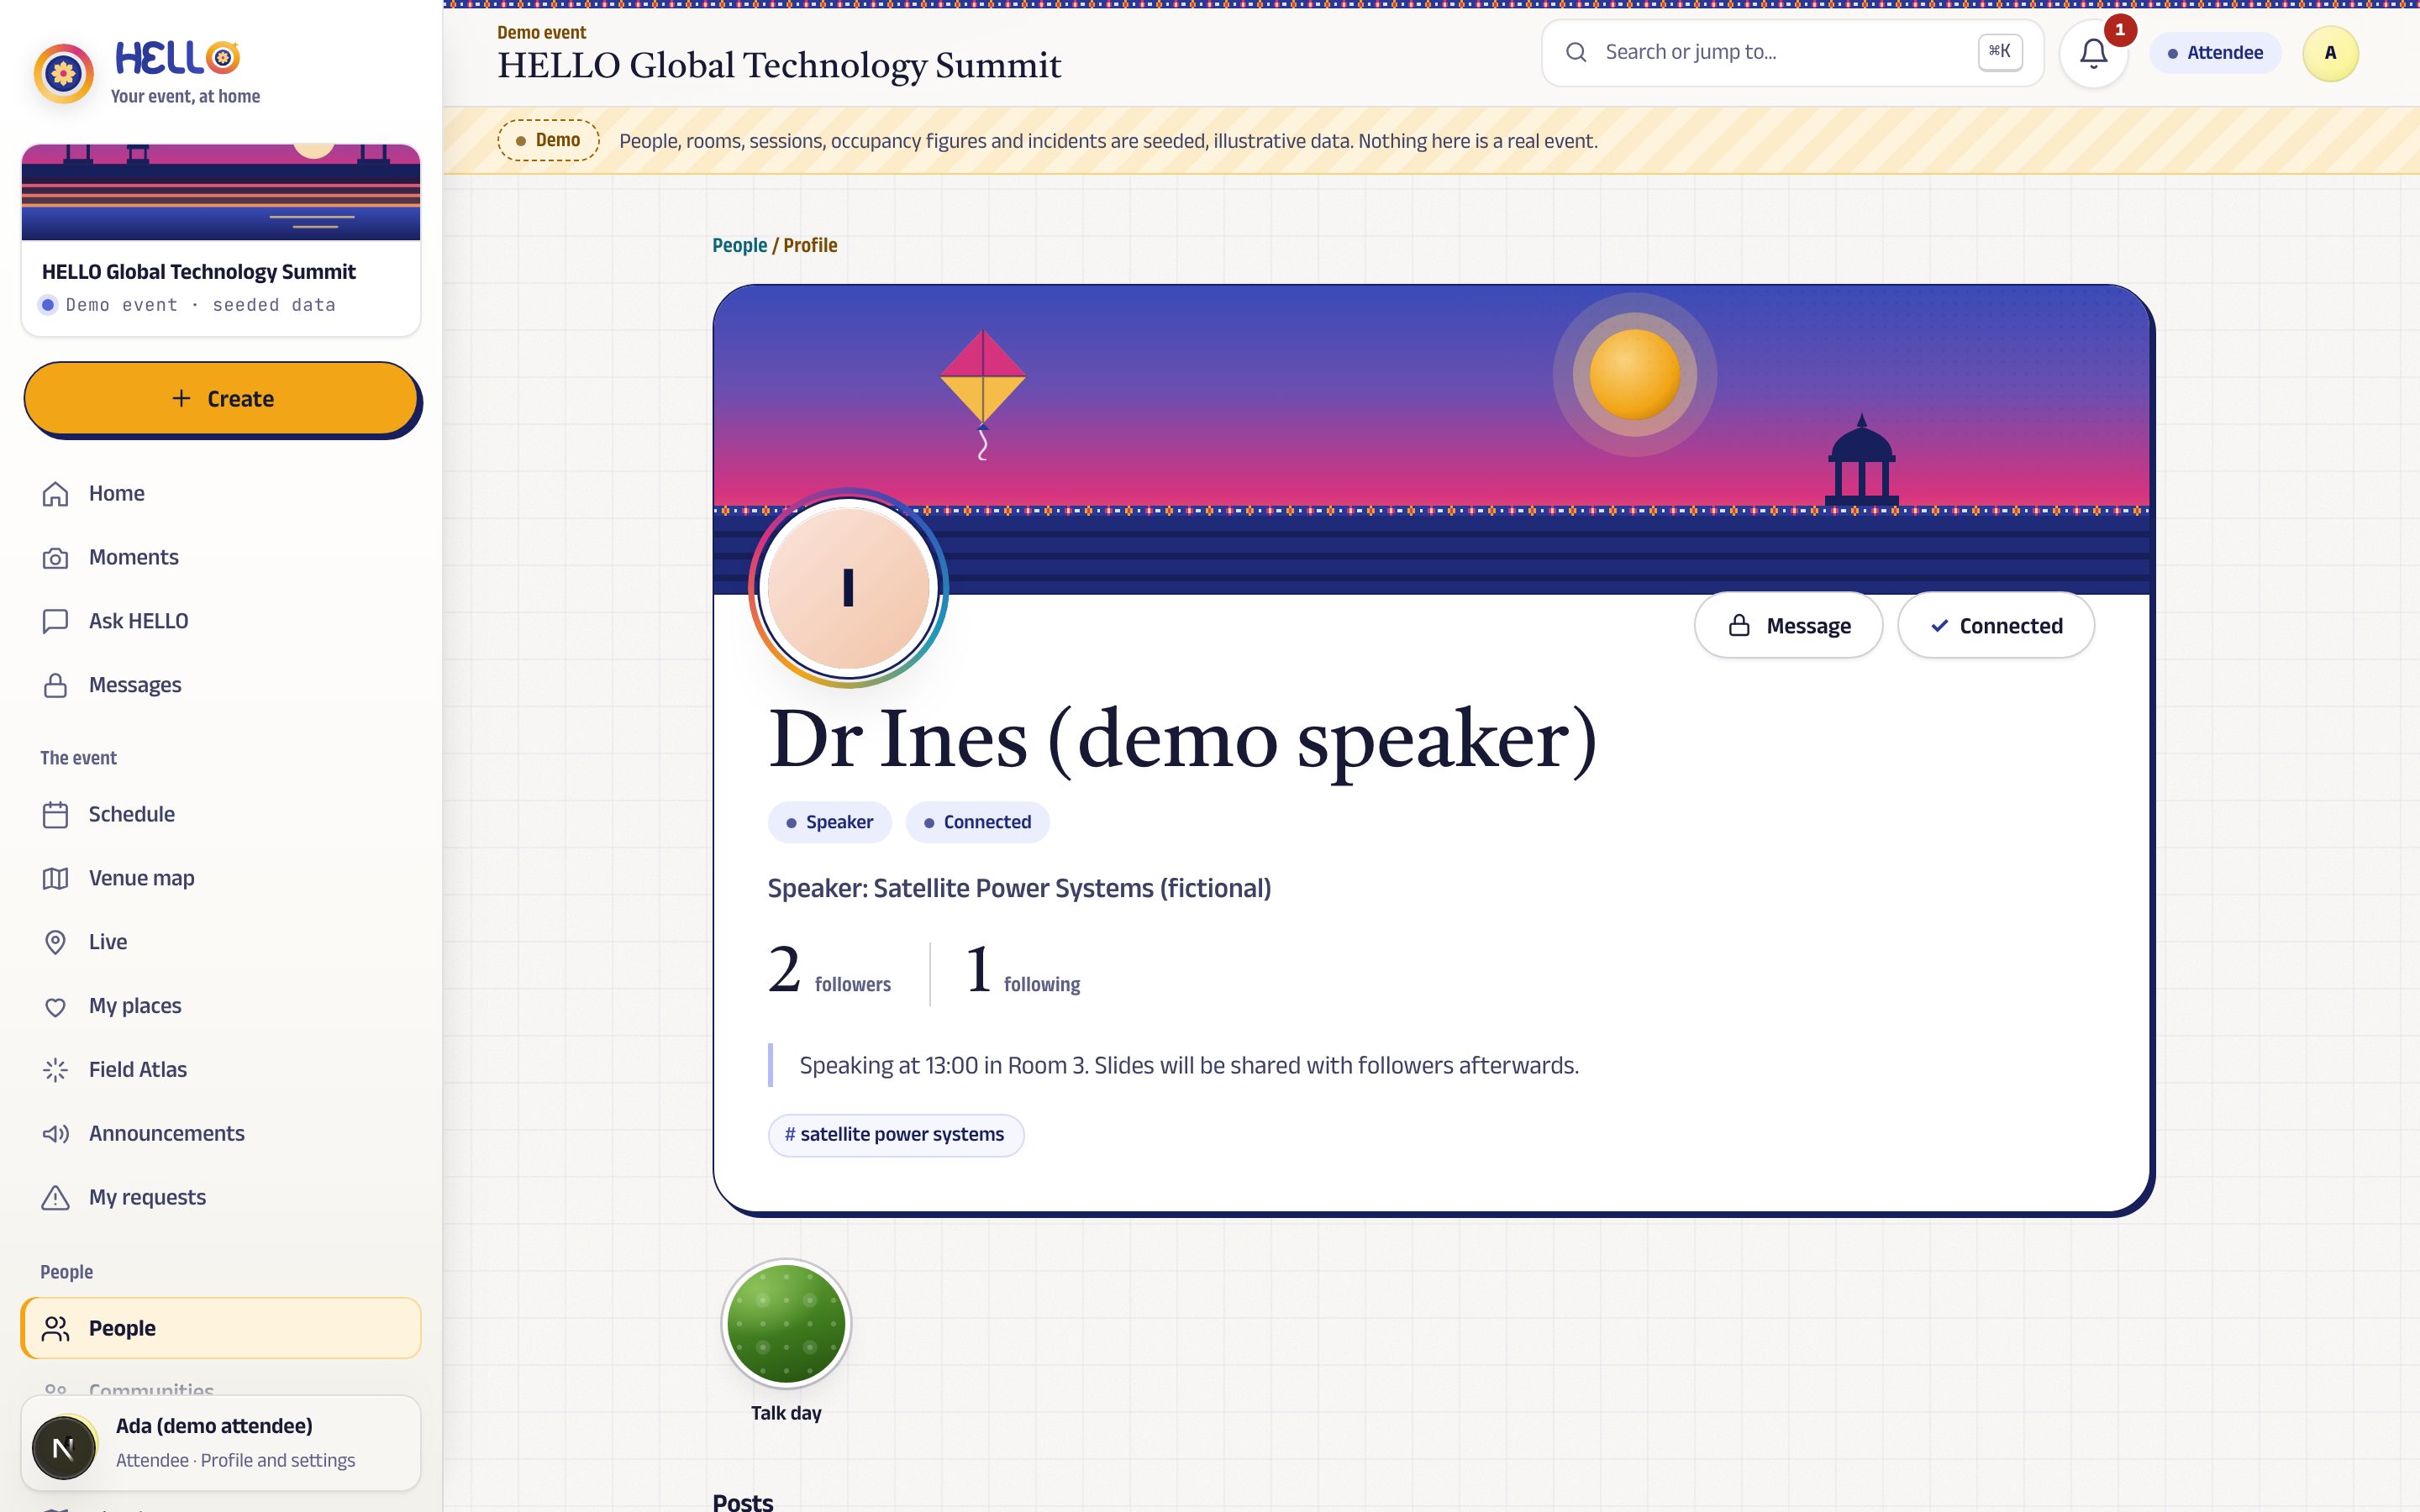 HELLO
Your event, at home
HELLO Global Technology Summit
Demo event · seeded data
Create
Home
Moments
Ask HELLO
Messages
The event
Schedule
Venue map
Live
My places
Field Atlas
Announcements
My requests
People
People
Communities
N
Ada (demo attendee)
Attendee · Profile and settings
Demo event
HELLO Global Technology Summit
Search or jump to...
⌘K
1
Attendee
A
Demo
People, rooms, sessions, occupancy figures and incidents are seeded, illustrative data. Nothing here is a real event.
People / Profile
I
Message
Connected
Dr Ines (demo speaker)
Speaker
Connected
Speaker: Satellite Power Systems (fictional)
2 followers
1 following
Speaking at 13:00 in Room 3. Slides will be shared with followers afterwards.
# satellite power systems
Talk day
Posts